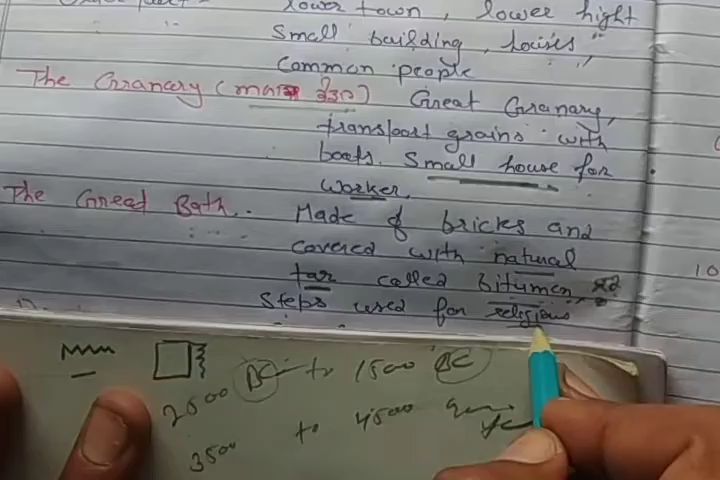 lower town, lower hight
Small building, houses,,
Common people
The Granary ( Great Granary,
transport grains with
boats. Small house for
worker.
The Gread Bath.. Made of bricks and
covered with natural
tar called bitumen,
Steps used for religious
2500 BC to 1500 BC
3500 to 4500
10